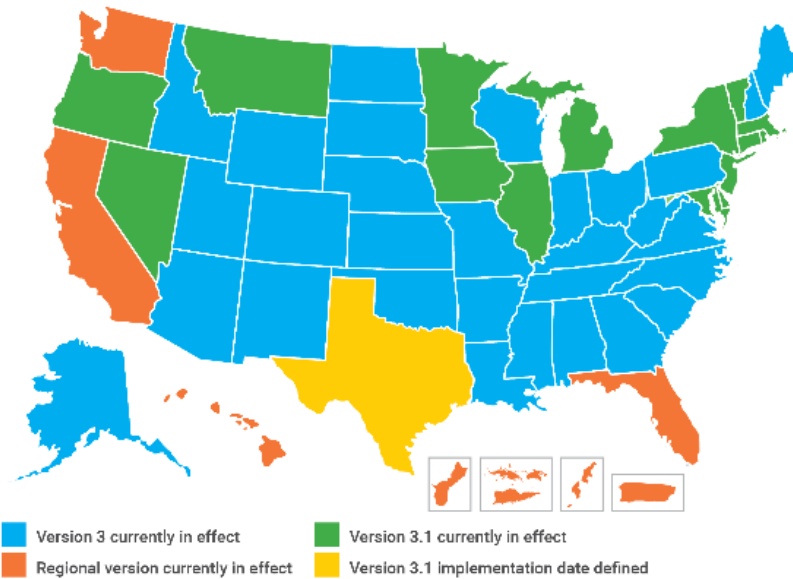 Version 3 currently in effect
Version 3.1 currently in effect
Regional version currently in effect
Version 3.1 implementation date defined